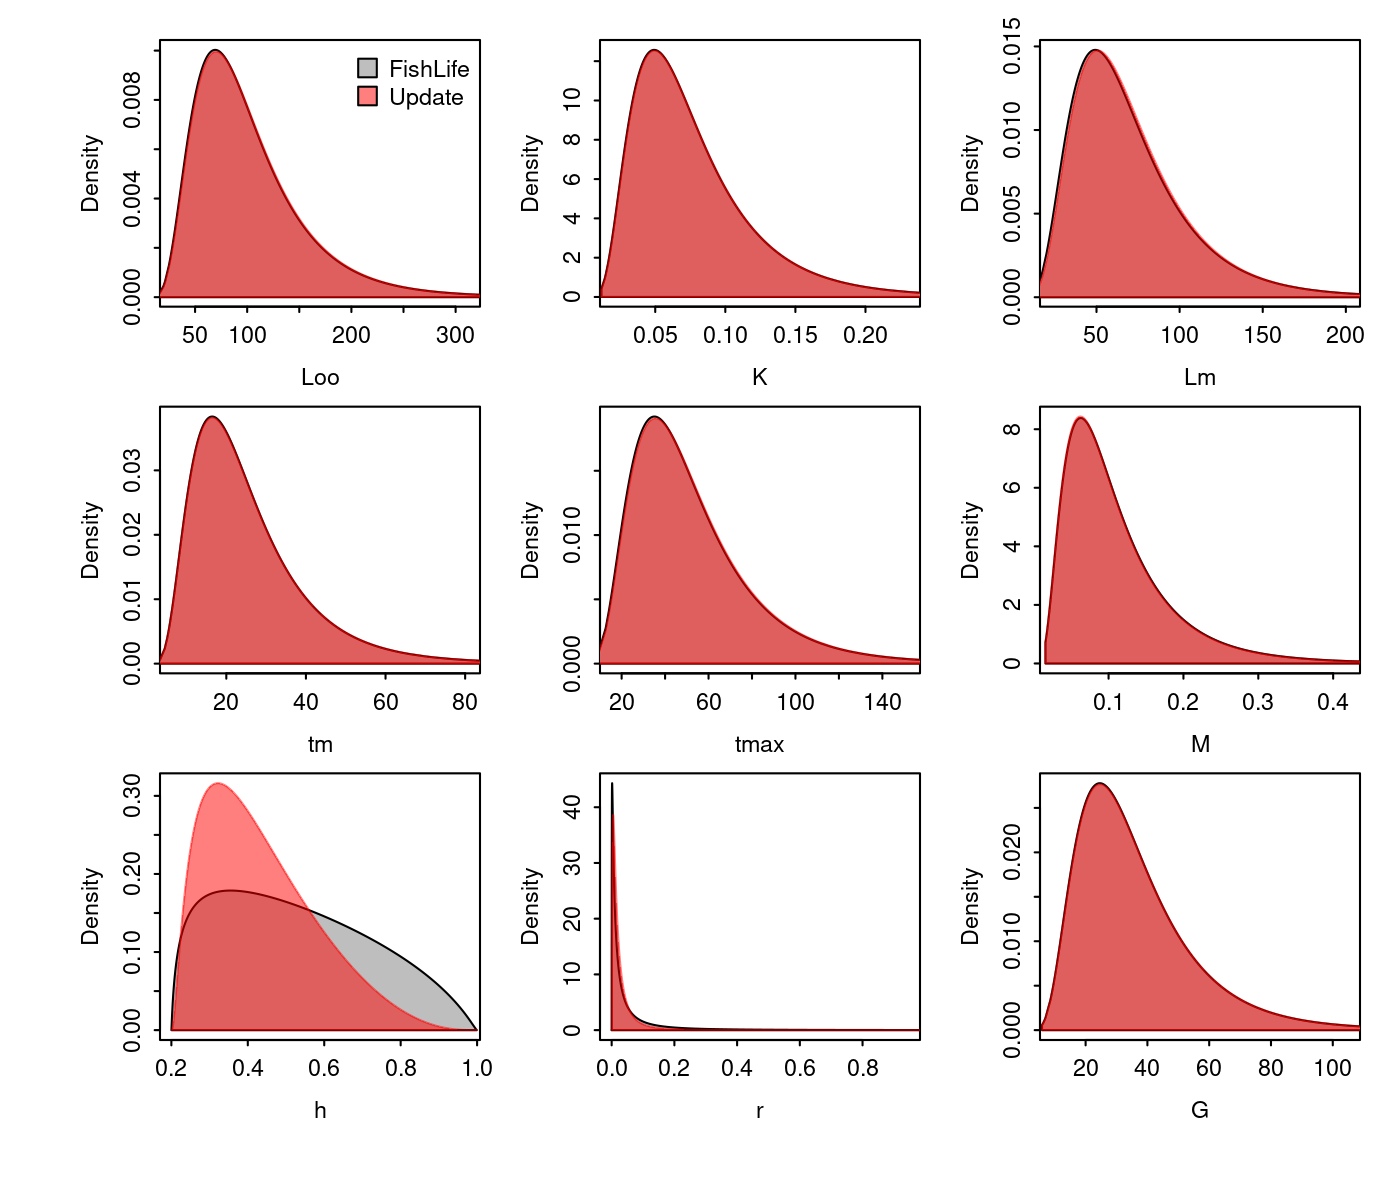 FishLife
Update
Density
0.000 0.004 0.008
50 100 200 300
Loo
Density
0 2 4 6 8 10
0.05 0.10 0.15 0.20
K
Density
0.000 0.005 0.010 0.015
50 100 150 200
Lm
Density
0.00 0.01 0.02 0.03
20 40 60 80
tm
Density
0.000 0.010
20 60 100 140
tmax
Density
0 2 4 6 8
0.1 0.2 0.3 0.4
M
Density
0.00 0.10 0.20 0.30
0.2 0.4 0.6 0.8 1.0
h
Density
0 10 20 30 40
0.0 0.2 0.4 0.6 0.8
r
Density
0.000 0.010 0.020
20 40 60 80 100
G